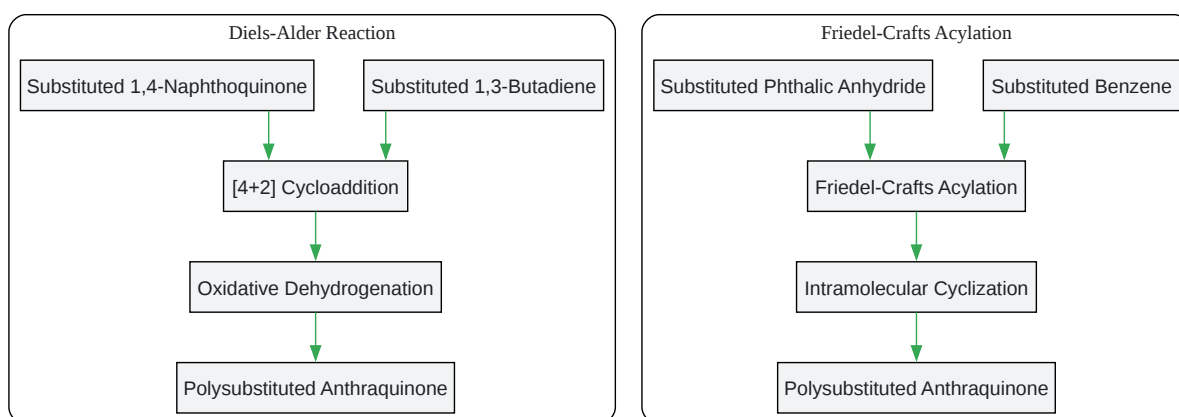 Diels-Alder Reaction
Substituted 1,4-Naphthoquinone
Substituted 1,3-Butadiene
[4+2] Cycloaddition
Oxidative Dehydrogenation
Polysubstituted Anthraquinone
Friedel-Crafts Acylation
Substituted Phthalic Anhydride
Substituted Benzene
Friedel-Crafts Acylation
Intramolecular Cyclization
Polysubstituted Anthraquinone